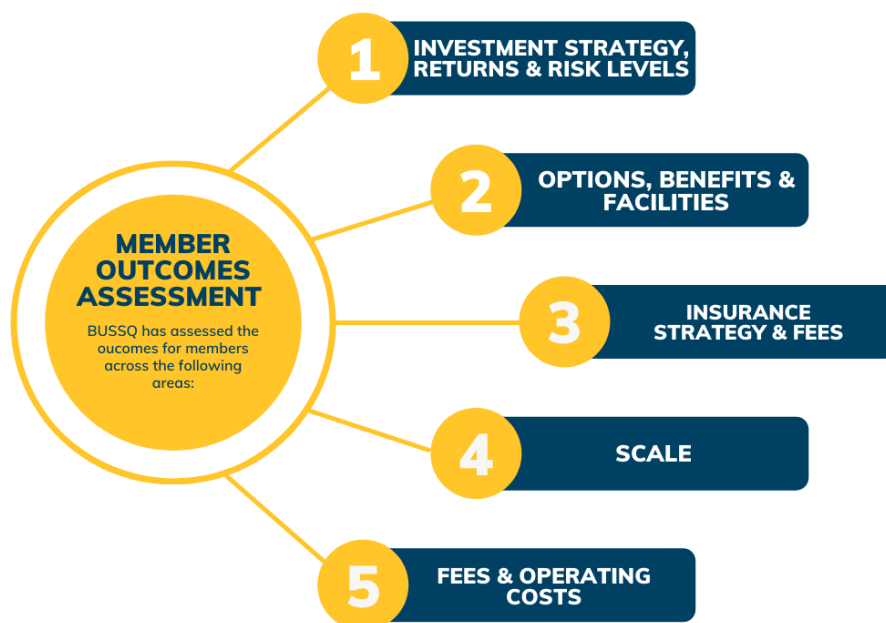 1
INVESTMENT STRATEGY,
RETURNS & RISK LEVELS
2
OPTIONS, BENEFITS &
FACILITIES
MEMBER
OUTCOMES
ASSESSMENT
BUSSQ has assessed the
oucomes for members
across the following
areas:
3
INSURANCE
STRATEGY & FEES
4
SCALE
5
FEES & OPERATING
COSTS